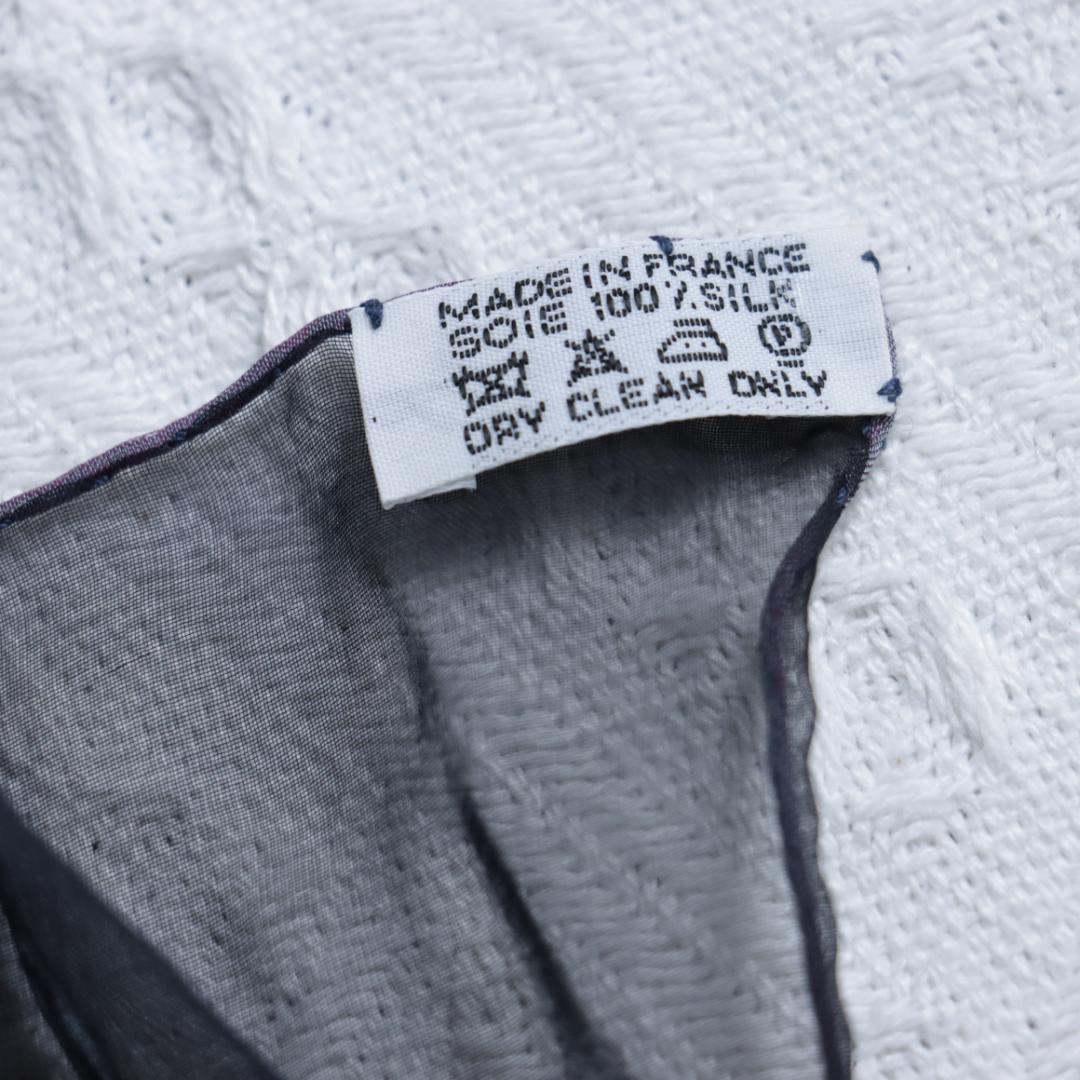 MADE IN FRANCE
SOIE 100% SILK
P
DRY CLEAN ONLY